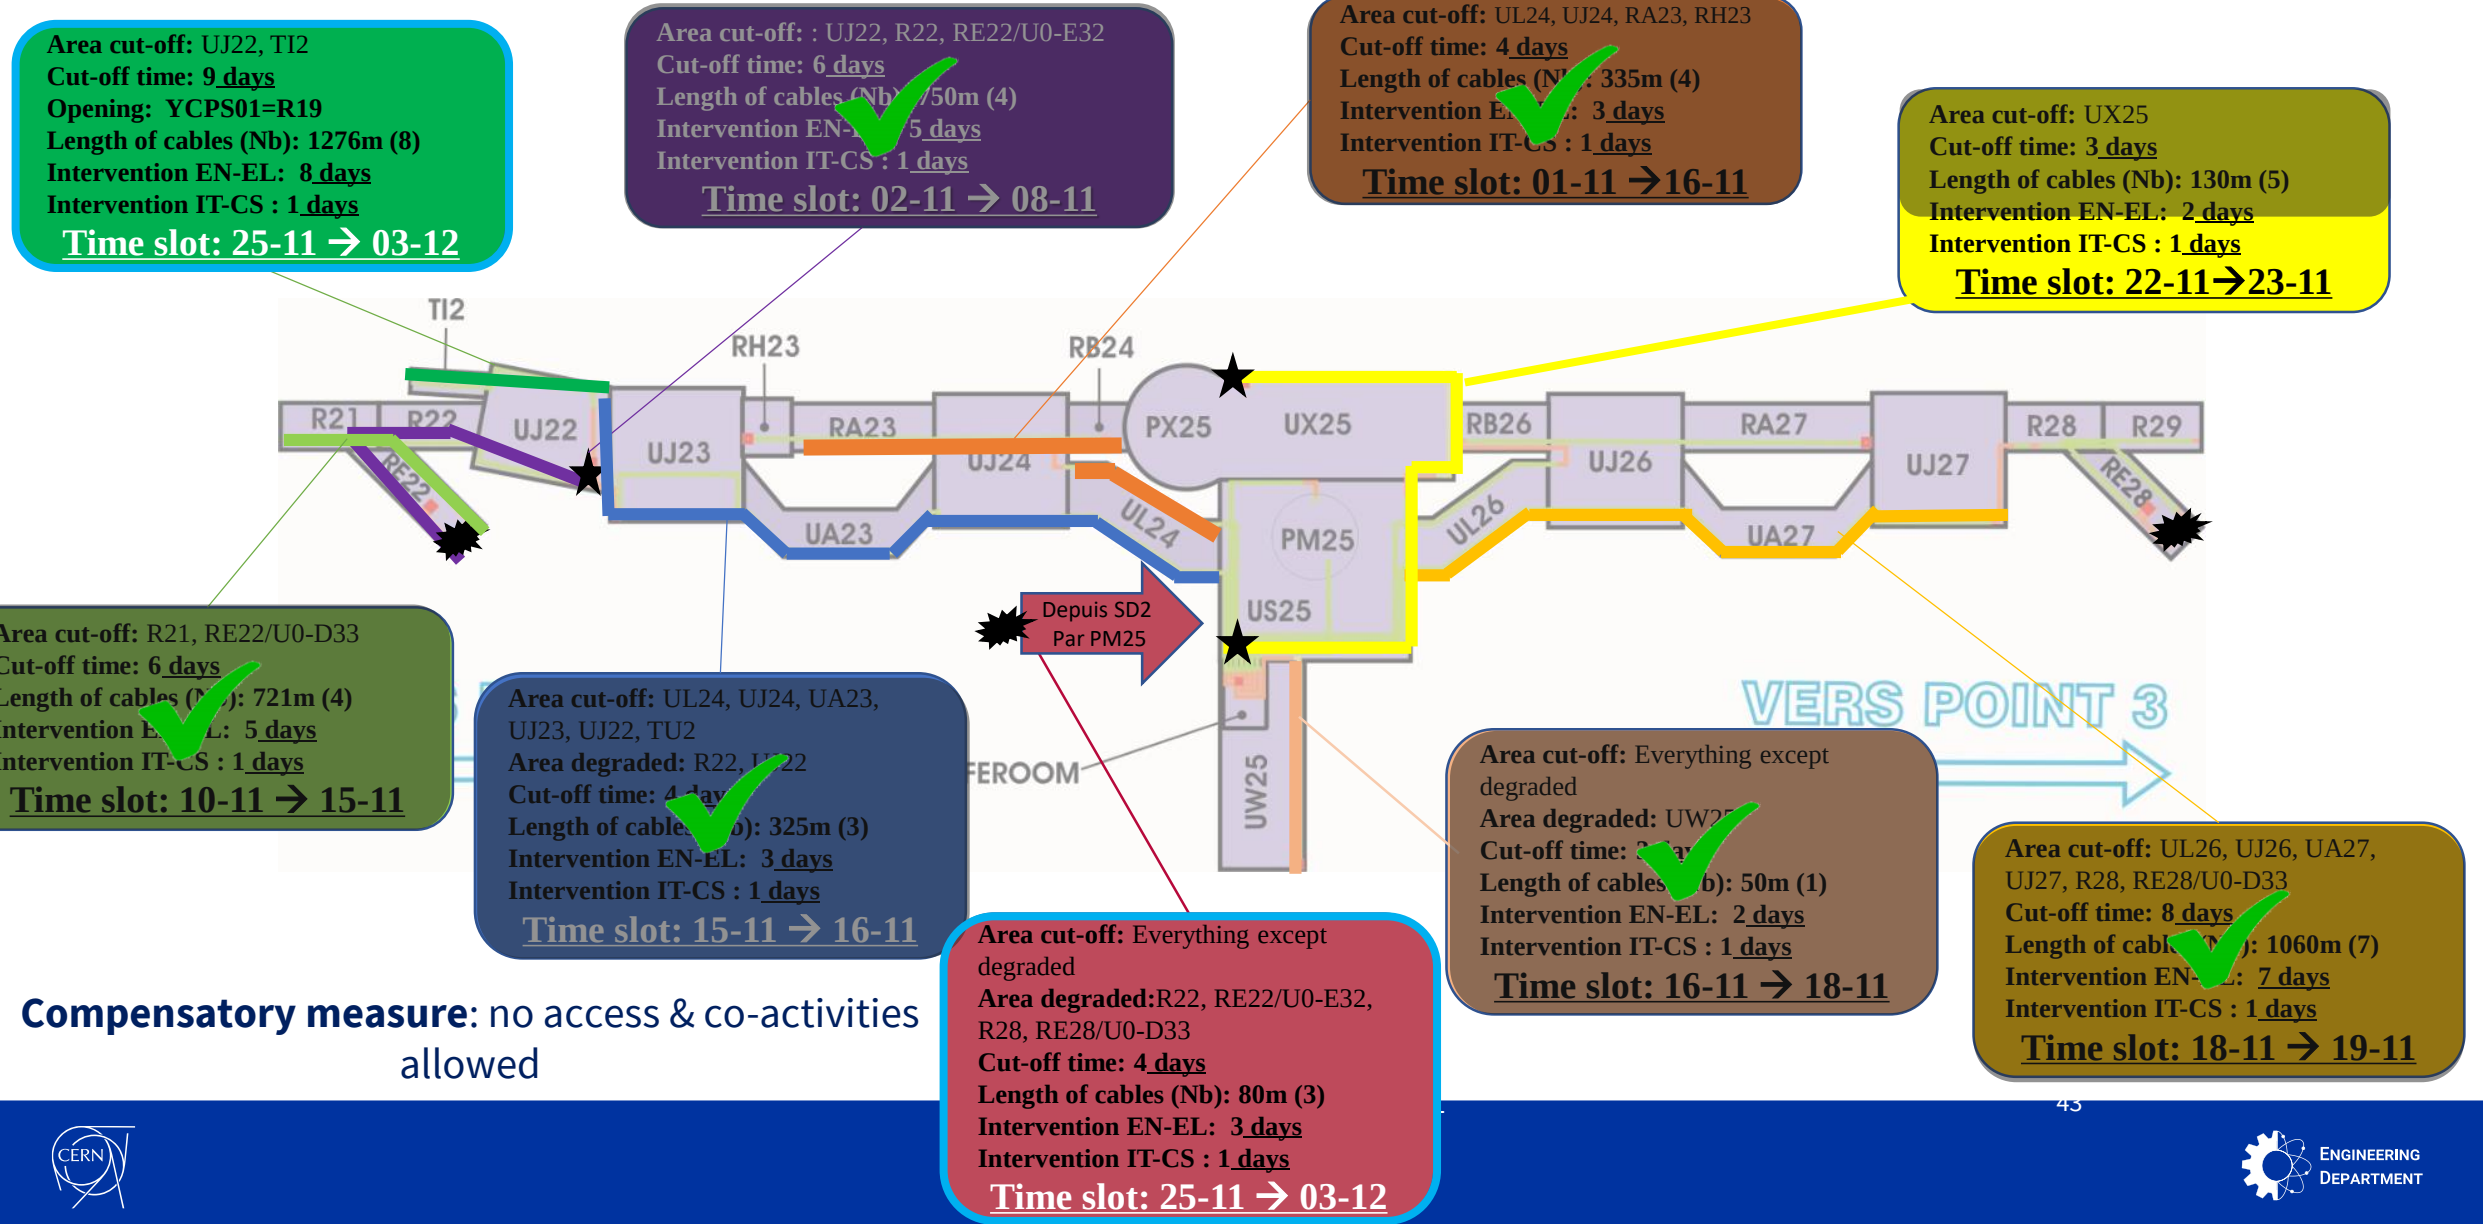 Area cut-off: UJ22, TI2
Cut-off time: 9 days
Opening: YCPS01=R19
Length of cables (Nb): 1276m (8)
Intervention EN-EL: 8 days
Intervention IT-CS : 1 days
Time slot: 25-11 → 03-12
Area cut-off: : UJ22, R22, RE22/U0-E32
Cut-off time: 6 days
Length of cables (Nb): 750m (4)
Intervention EN- 5 days
Intervention IT-CS : 1 days
Time slot: 02-11 → 08-11
Area cut-off: UL24, UJ24, RA23, RH23
Cut-off time: 4 days
Length of cables (N : 335m (4)
Intervention E : 3 days
Intervention IT-CS : 1 days
Time slot: 01-11 → 16-11
Area cut-off: UX25
Cut-off time: 3 days
Length of cables (Nb): 130m (5)
Intervention EN-EL: 2 days
Intervention IT-CS : 1 days
Time slot: 22-11→23-11
TI2
RH23
RB24
R21
R22
UJ22
RE22
UJ23
RA23
UA23
UJ24
UL24
PX25
UX25
PM25
US25
UW25
RB26
UL26
UJ26
RA27
UA27
UJ27
R28
R29
RE28
Depuis SD2
Par PM25
FEROOM
VERS POINT 3
Area cut-off: R21, RE22/U0-D33
Cut-off time: 6 days
Length of cables (N ): 721m (4)
Intervention E L: 5 days
Intervention IT-CS : 1 days
Time slot: 10-11 → 15-11
Area cut-off: UL24, UJ24, UA23,
UJ23, UJ22, TU2
Area degraded: R22, UJ22
Cut-off time: 4 day
Length of cables b): 325m (3)
Intervention EN-EL: 3 days
Intervention IT-CS : 1 days
Time slot: 15-11 → 16-11
Area cut-off: Everything except
degraded
Area degraded:R22, RE22/U0-E32,
R28, RE28/U0-D33
Cut-off time: 4 days
Length of cables (Nb): 80m (3)
Intervention EN-EL: 3 days
Intervention IT-CS : 1 days
Time slot: 25-11 → 03-12
Area cut-off: Everything except
degraded
Area degraded: UW25
Cut-off time: day
Length of cables b): 50m (1)
Intervention EN-EL: 2 days
Intervention IT-CS : 1 days
Time slot: 16-11 → 18-11
Area cut-off: UL26, UJ26, UA27,
UJ27, R28, RE28/U0-D33
Cut-off time: 8 days
Length of cabl (N ): 1060m (7)
Intervention EN- : 7 days
Intervention IT-CS : 1 days
Time slot: 18-11 → 19-11
Compensatory measure: no access & co-activities
allowed
43
CERN
ENGINEERING
DEPARTMENT